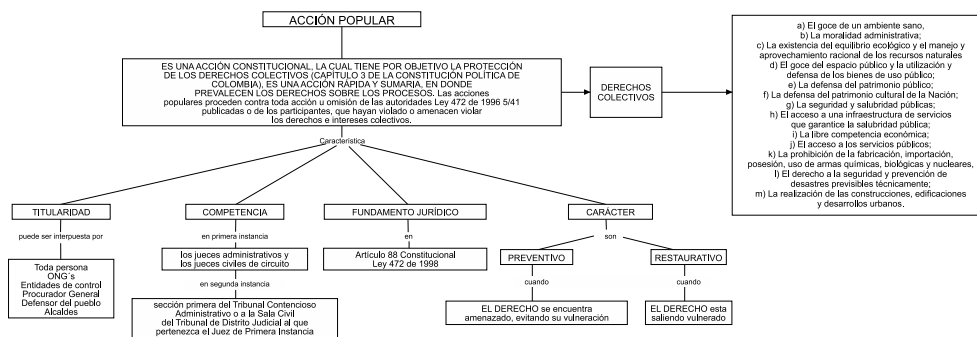 ACCIÓN POPULAR
ES UNA ACCIÓN CONSTITUCIONAL, LA CUAL TIENE POR OBJETIVO LA PROTECCIÓN
DE LOS DERECHOS COLECTIVOS (CAPÍTULO 3 DE LA CONSTITUCIÓN POLÍTICA DE
COLOMBIA), ES UNA ACCIÓN RÁPIDA Y SUMARIA, EN DONDE
PREVALECEN LOS DERECHOS SOBRE LOS PROCESOS. Las acciones
populares proceden contra toda acción u omisión de las autoridades Ley 472 de 1996 5/41
publicadas o de los participantes, que hayan violado o amenacen violar
los derechos e intereses colectivos.
DERECHOS
COLECTIVOS
a) El goce de un ambiente sano,
b) La moralidad administrativa;
c) La existencia del equilibrio ecológico y el manejo y
aprovechamiento racional de los recursos naturales
d) El goce del espacio público y la utilización y
defensa de los bienes de uso público;
e) La defensa del patrimonio público;
f) La defensa del patrimonio cultural de la Nación;
g) La seguridad y salubridad públicas;
h) El acceso a una infraestructura de servicios
que garantice la salubridad pública;
i) La libre competencia económica;
j) El acceso a los servicios públicos;
k) La prohibición de la fabricación, importación,
posesión, uso de armas químicas, biológicas y nucleares,
l) El derecho a la seguridad y prevención de
desastres previsibles técnicamente;
m) La realización de las construcciones, edificaciones
y desarrollos urbanos.
Característica
TITULARIDAD
COMPETENCIA
FUNDAMENTO JURÍDICO
CARÁCTER
puede ser interpuesta por
en primera instancia
en
son
Toda persona
ONG´s
Entidades de control
Procurador General
Defensor del pueblo
Alcaldes
los jueces administrativos y
los jueces civiles de circuito
en segunda instancia
sección primera del Tribunal Contencioso
Administrativo o a la Sala Civil
del Tribunal de Distrito Judicial al que
pertenezca el Juez de Primera Instancia
Artículo 88 Constitucional
Ley 472 de 1998
PREVENTIVO
RESTAURATIVO
cuando
cuando
EL DERECHO se encuentra
amenazado, evitando su vulneración
EL DERECHO esta
saliendo vulnerado